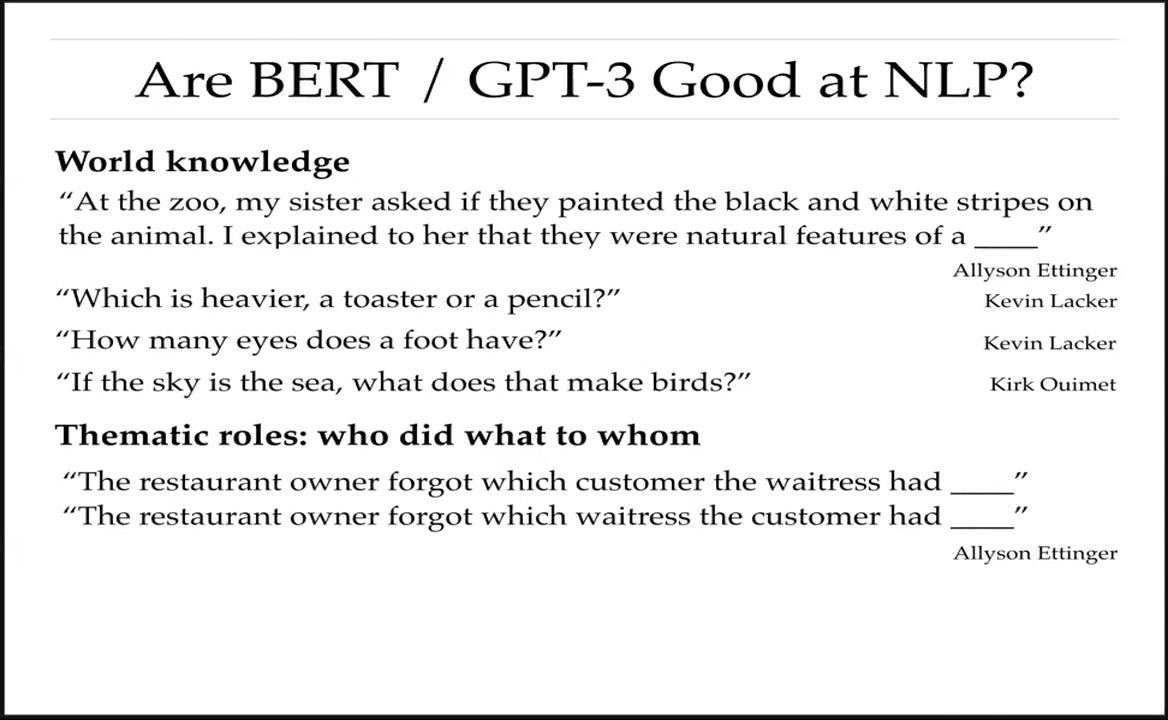 Are BERT / GPT-3 Good at NLP?
World knowledge
“At the zoo, my sister asked if they painted the black and white stripes on
the animal. I explained to her that they were natural features of a ____”
Allyson Ettinger
“Which is heavier, a toaster or a pencil?” Kevin Lacker
“How many eyes does a foot have?” Kevin Lacker
“If the sky is the sea, what does that make birds?” Kirk Ouimet
Thematic roles: who did what to whom
“The restaurant owner forgot which customer the waitress had ____”
“The restaurant owner forgot which waitress the customer had ____”
Allyson Ettinger